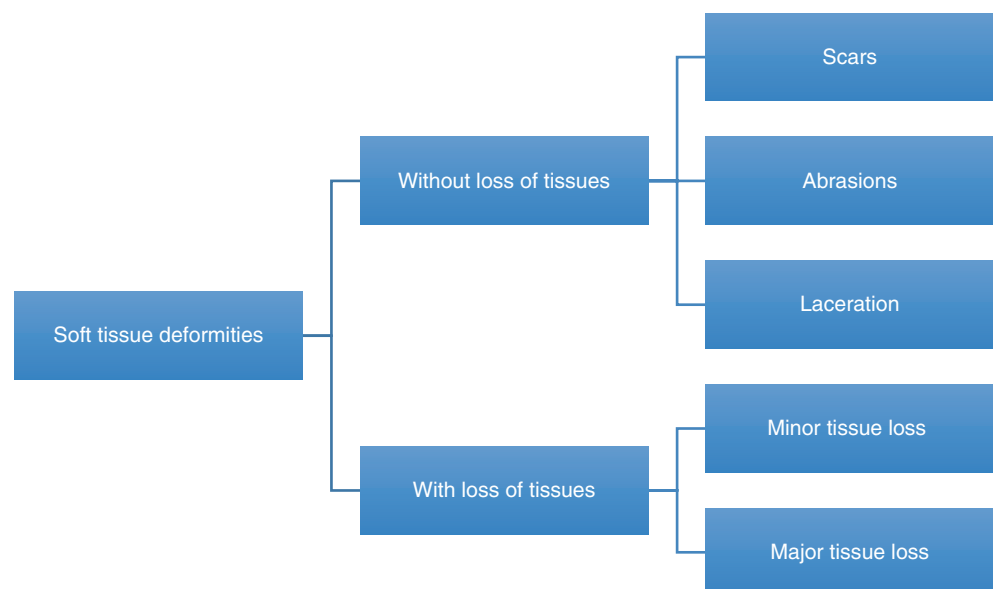 Soft tissue deformities
Without loss of tissues
Scars
Abrasions
Laceration
With loss of tissues
Minor tissue loss
Major tissue loss